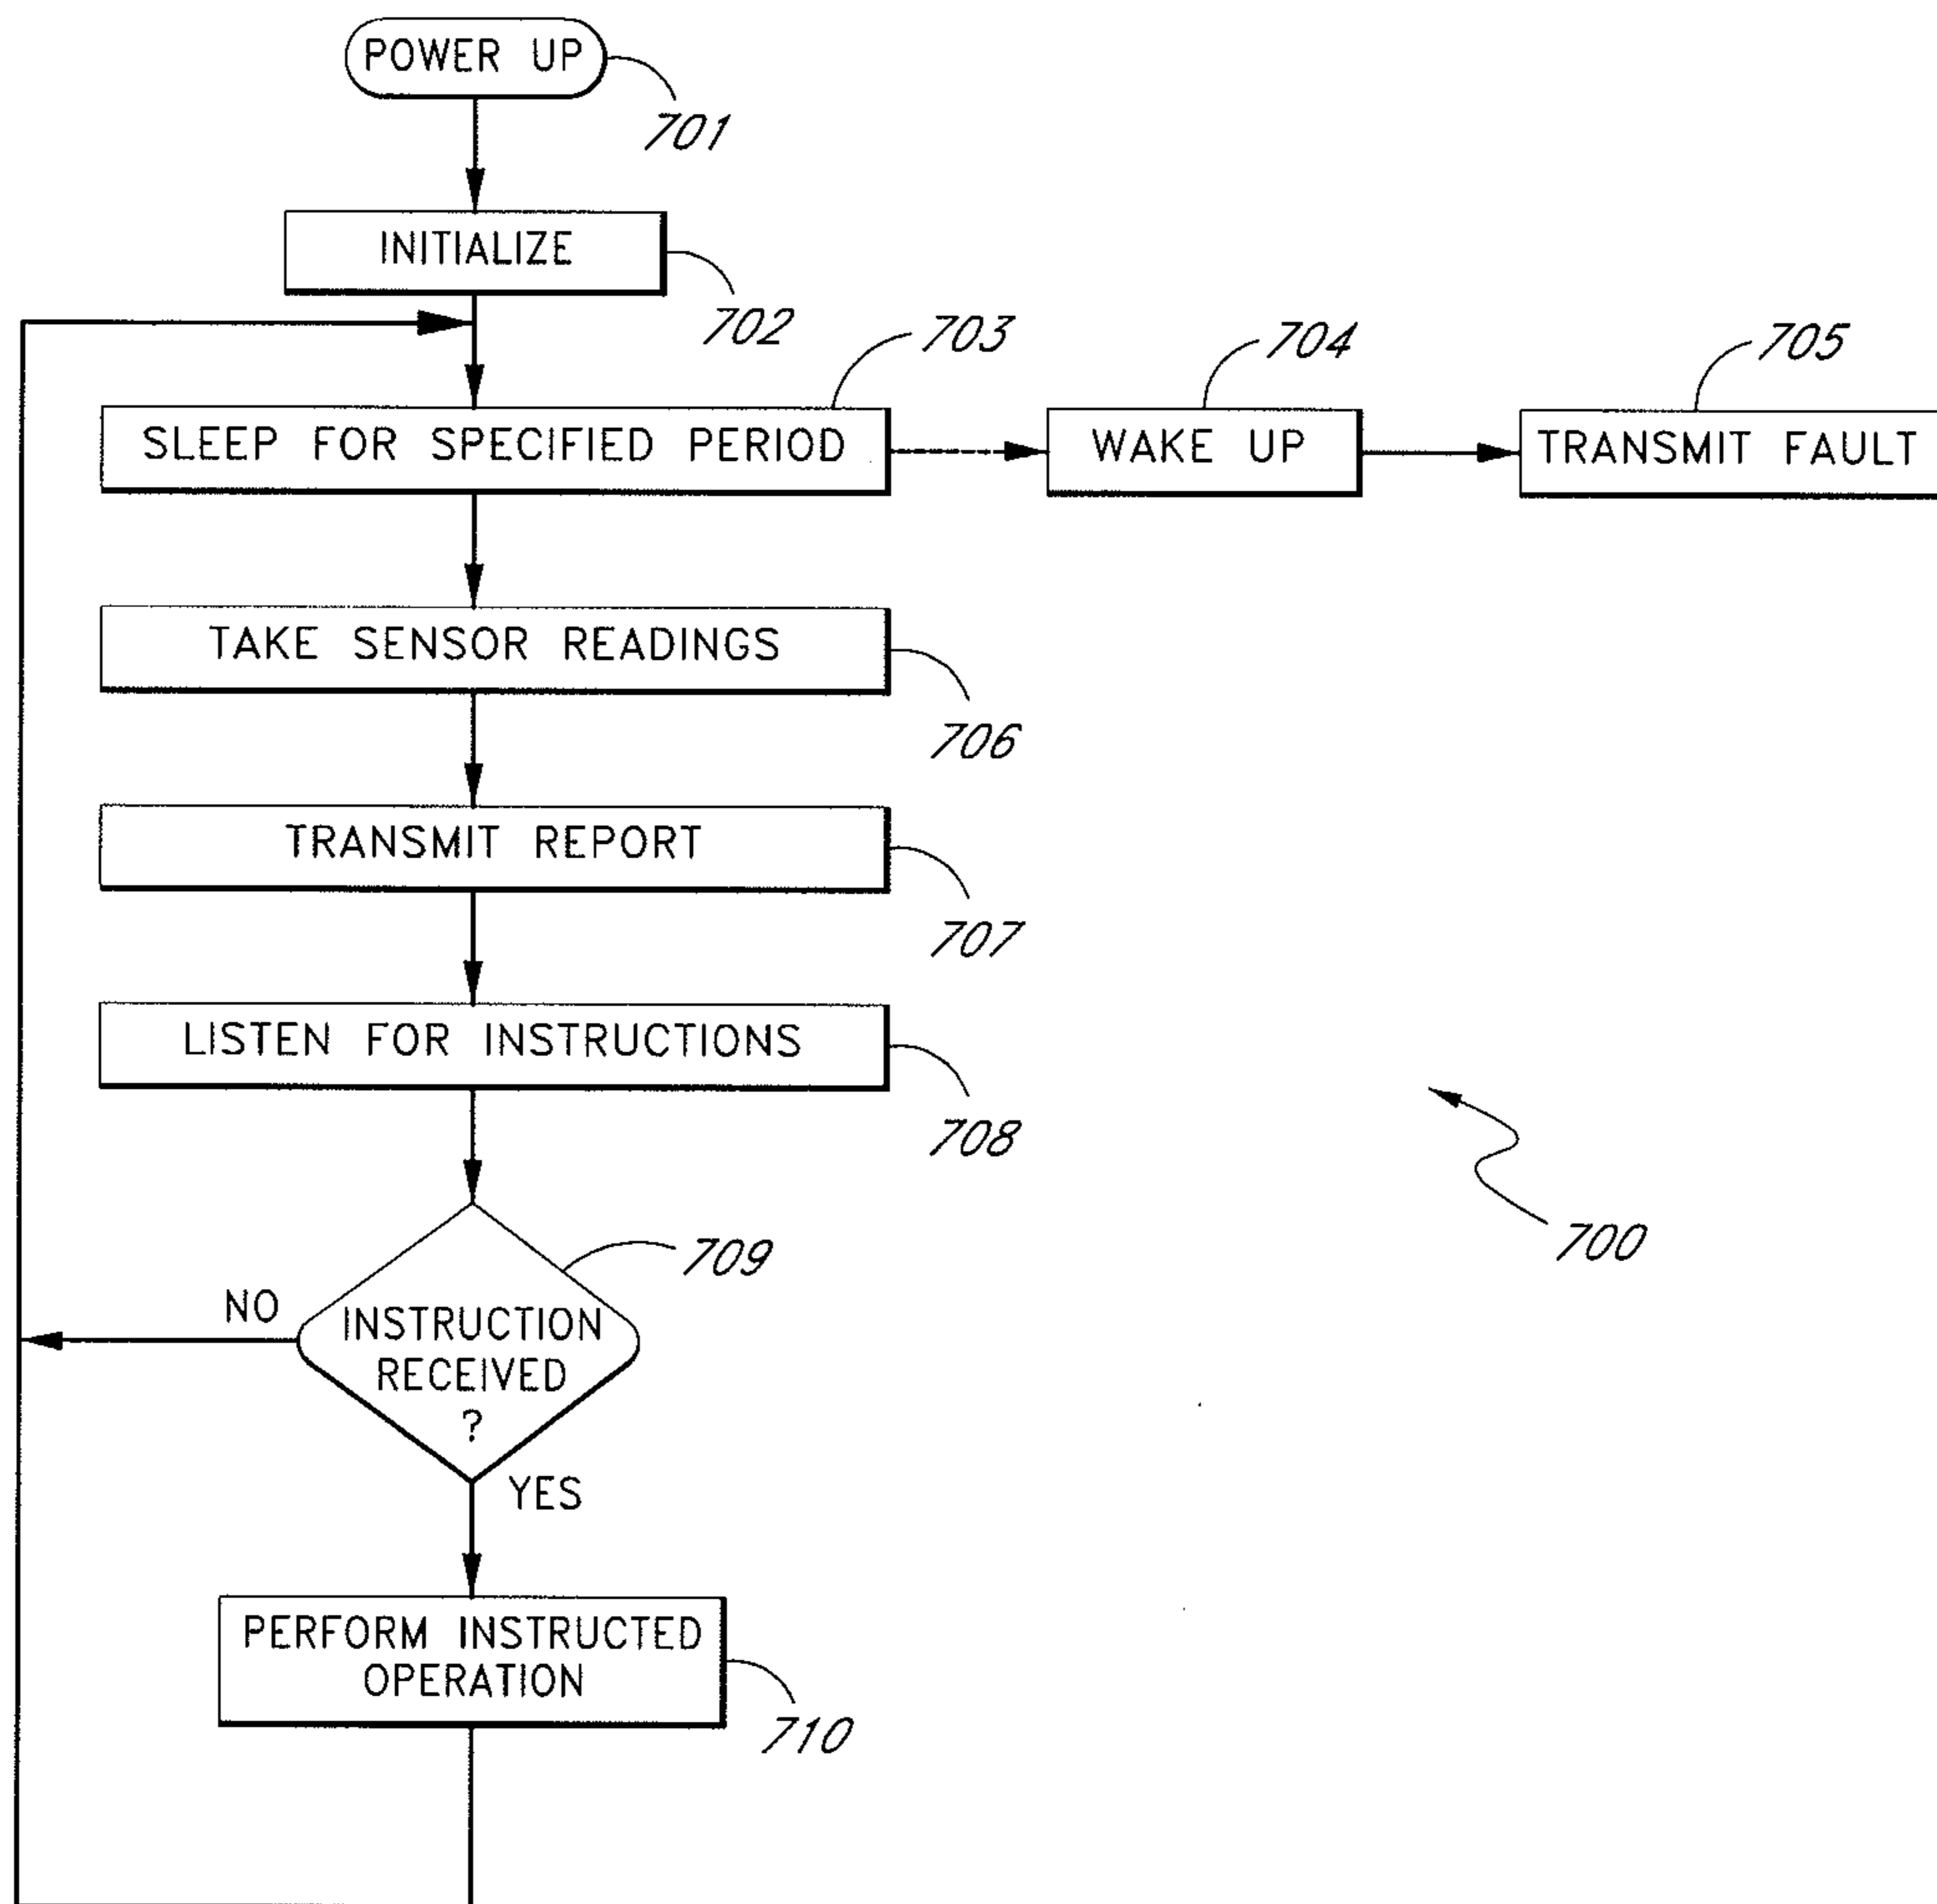 POWER UP
701
INITIALIZE
702
703
704
705
SLEEP FOR SPECIFIED PERIOD
WAKE UP
TRANSMIT FAULT
TAKE SENSOR READINGS
706
TRANSMIT REPORT
707
LISTEN FOR INSTRUCTIONS
708
709
700
NO
INSTRUCTION
RECEIVED
?
YES
PERFORM INSTRUCTED
OPERATION
710